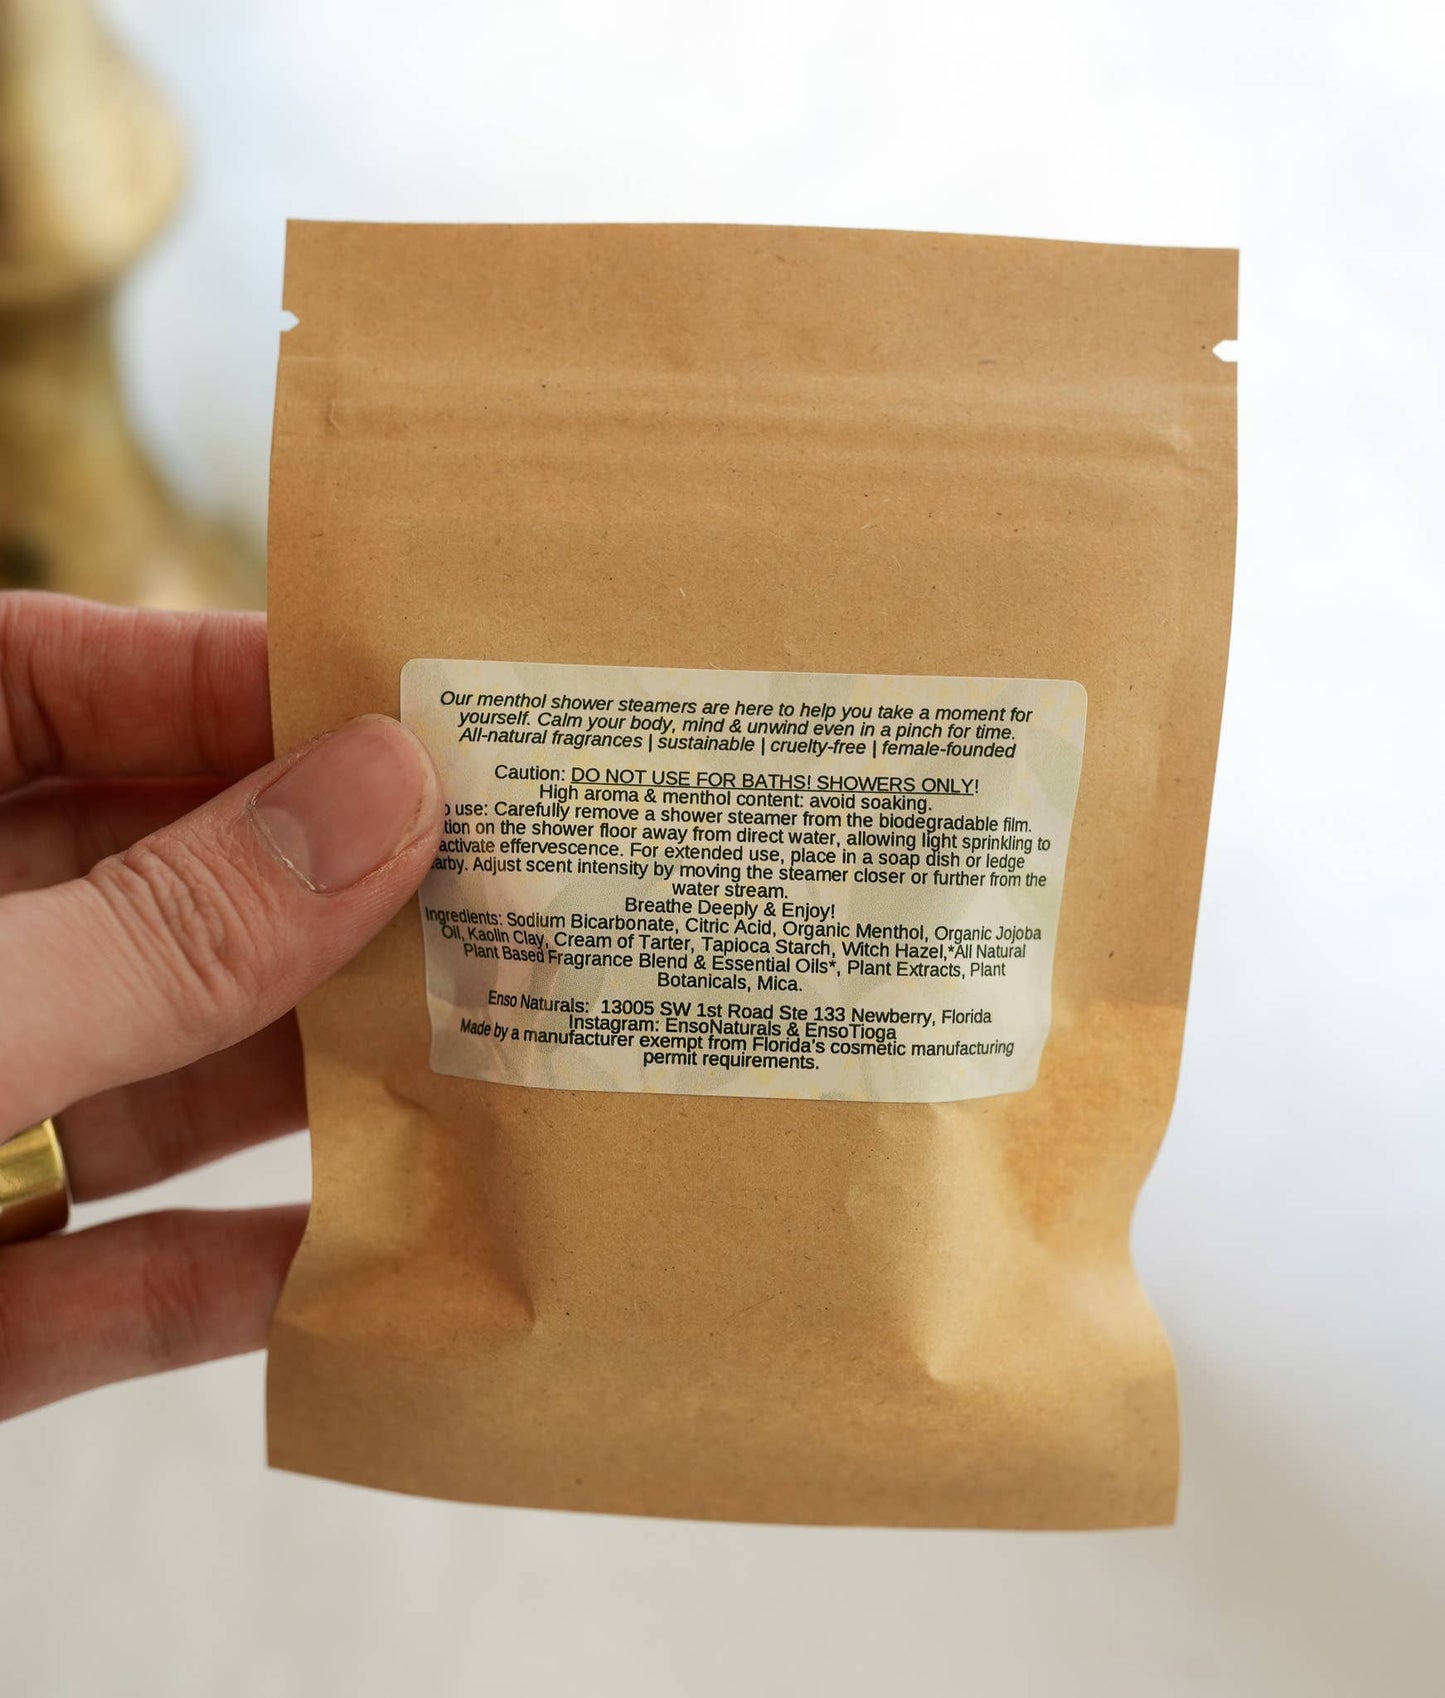 Our menthol shower steamers are here to help you take a moment for
yourself. Calm your body, mind & unwind even in a pinch for time.
All-natural fragrances | sustainable | cruelty-free | female-founded
Caution: DO NOT USE FOR BATHS! SHOWERS ONLY!
High aroma & menthol content: avoid soaking.
use: Carefully remove a shower steamer from the biodegradable film.
on the shower floor away from direct water, allowing light sprinkling to
activate effervescence. For extended use, place in a soap dish or ledge
Adjust scent intensity by moving the steamer closer or further from the
water stream.
Breathe Deeply & Enjoy!
Ingredients: Sodium Bicarbonate, Citric Acid, Organic Menthol, Organic Jojoba
Oil, Kaolin Clay, Cream of Tarter, Tapioca Starch, Witch Hazel,*All Natural
Plant Based Fragrance Blend & Essential Oils*, Plant Extracts, Plant
Botanicals, Mica.
Enso Naturals: 13005 SW 1st Road Ste 133 Newberry, Florida
Instagram: EnsoNaturals & EnsoTioga
Made by a manufacturer exempt from Florida's cosmetic manufacturing
permit requirements.